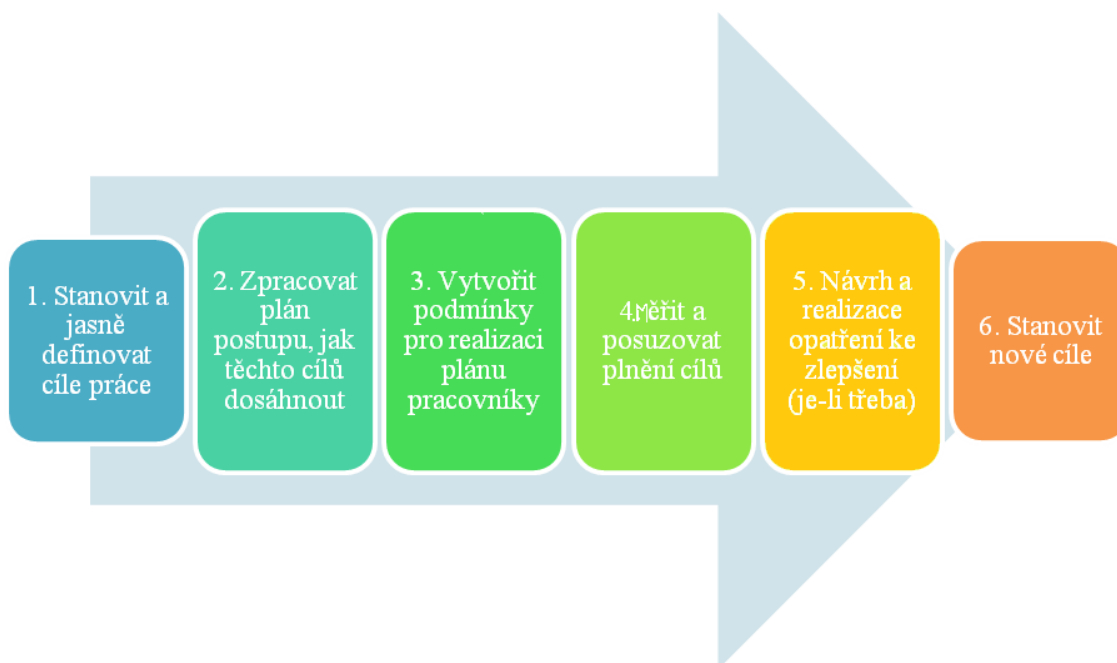 1. Stanovit a
jasně
definovat
cíle práce
2. Zpracovat
plán
postupu, jak
těchto cílů
dosáhnout
3. Vytvořit
podmínky
pro realizaci
plánu
pracovníky
4.Měřit a
posuzovat
plnění cílů
5. Návrh a
realizace
opatření ke
zlepšení
(je-li třeba)
6. Stanovit
nové cíle